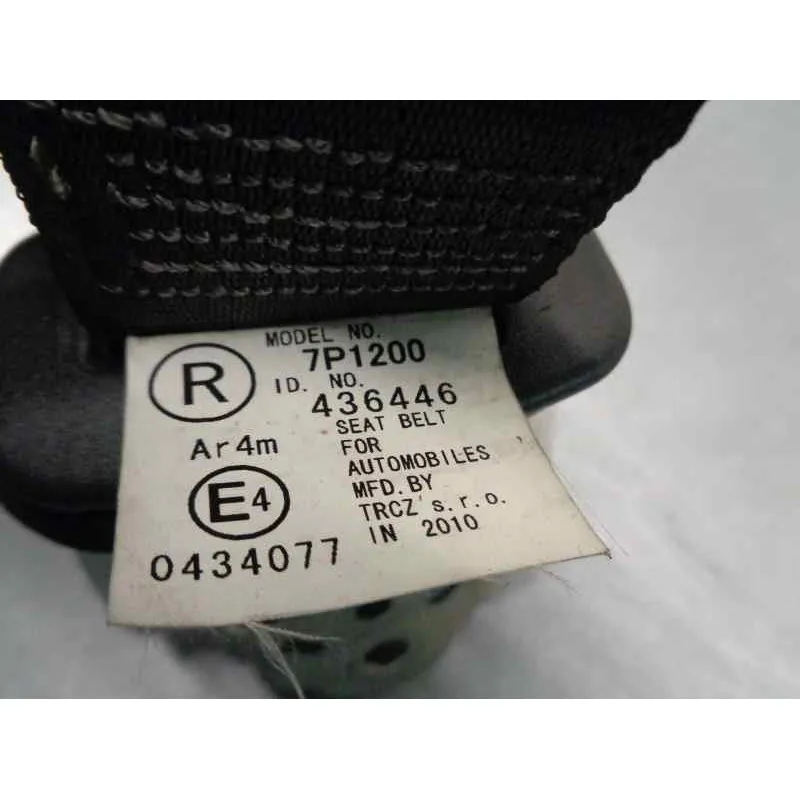 MODEL NO.
7P1200
R
ID. NO.
436446
SEAT BELT
Ar4m
FOR
AUTOMOBILES
E4
MFD. BY
TRCZ's.r.o.
0434077
IN 2010